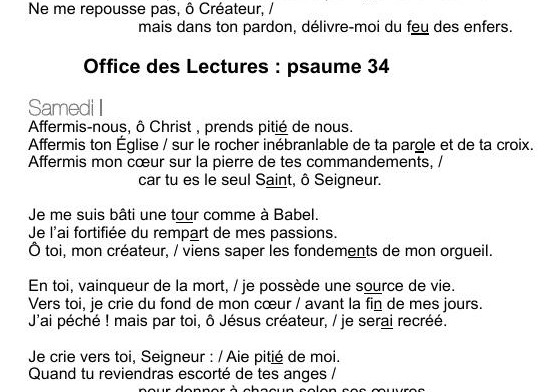 Ne me repousse pas, ô Créateur, /
mais dans ton pardon, délivre-moi du feu des enfers.
Office des Lectures : psaume 34
Samedi I
Affermis-nous, ô Christ , prends pitié de nous.
Affermis ton Église / sur le rocher inébranlable de ta parole et de ta croix.
Affermis mon cœur sur la pierre de tes commandements, /
car tu es le seul Saint, ô Seigneur.
Je me suis bâti une tour comme à Babel.
Je l'ai fortifiée du rempart de mes passions.
Ô toi, mon créateur, / viens saper les fondements de mon orgueil.
En toi, vainqueur de la mort, / je possède une source de vie.
Vers toi, je crie du fond de mon cœur / avant la fin de mes jours.
J'ai péché ! mais par toi, ô Jésus créateur, / je serai recréé.
Je crie vers toi, Seigneur : / Aie pitié de moi.
Quand tu reviendras escorté de tes anges /
pour donner à chacun selon ses œuvres